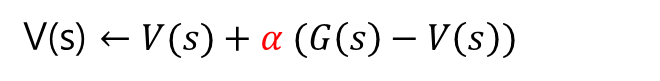 V(s) ← V(s) + α (G(s) − V(s))